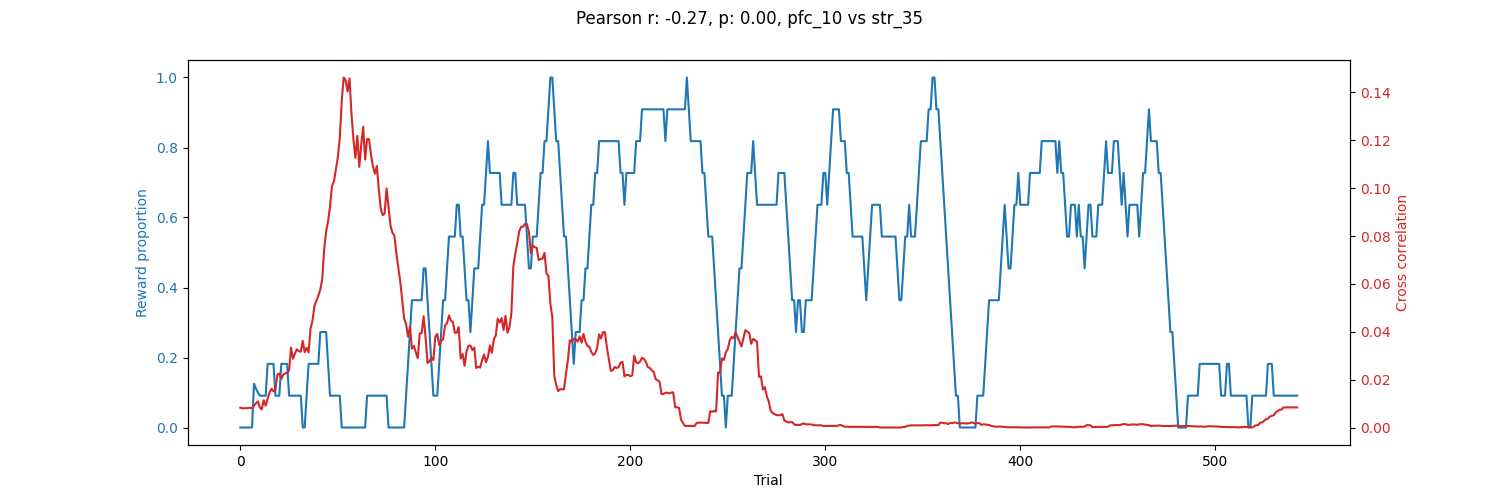 Pearson r: -0.27, p: 0.00, pfc_10 vs str_35
1.0
0.8
0.6
0.4
0.2
0.0
Reward proportion
0.14
0.12
0.10
0.08
0.06
0.04
0.02
0.00
Cross correlation
0 100 200 300 400 500
Trial